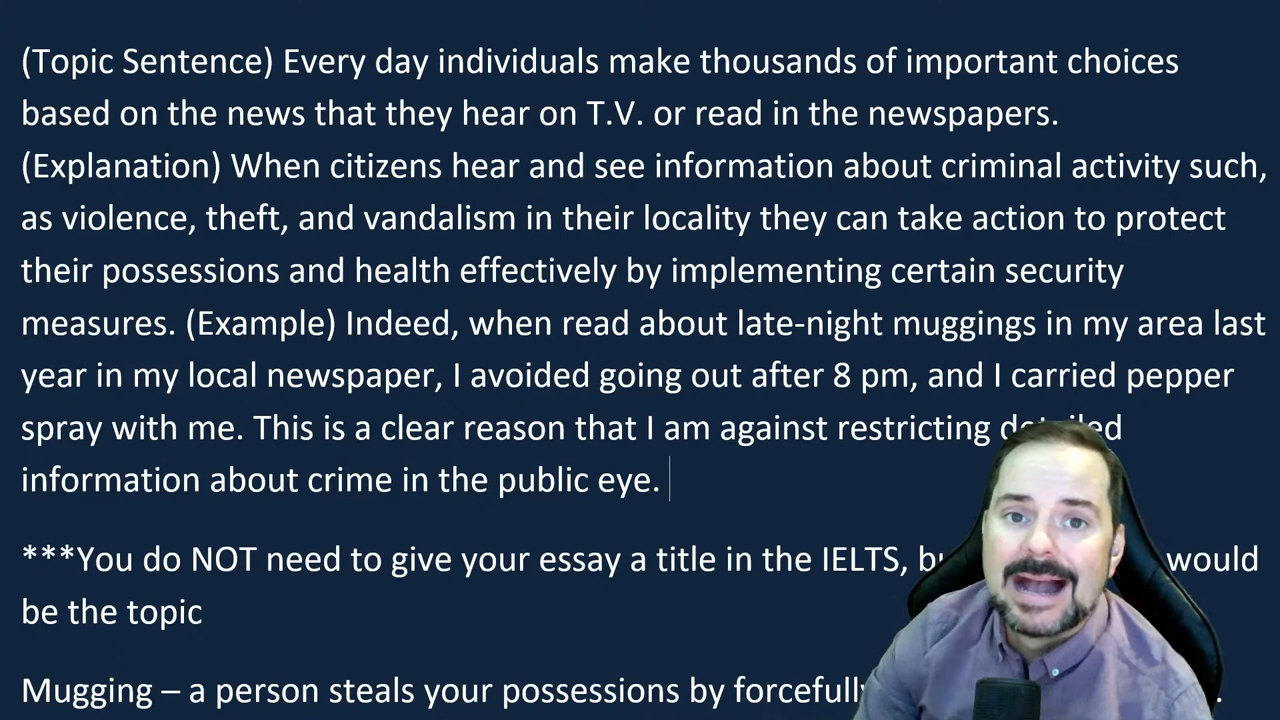 (Topic Sentence) Every day individuals make thousands of important choices
based on the news that they hear on T.V. or read in the newspapers.
(Explanation) When citizens hear and see information about criminal activity such,
as violence, theft, and vandalism in their locality they can take action to protect
their possessions and health effectively by implementing certain security
measures. (Example) Indeed, when read about late-night muggings in my area last
year in my local newspaper, I avoided going out after 8 pm, and I carried pepper
spray with me. This is a clear reason that I am against restricting detailed
information about crime in the public eye.
***You do NOT need to give your essay a title in the IELTS, would
be the topic
Mugging – a person steals your possessions by forcefully